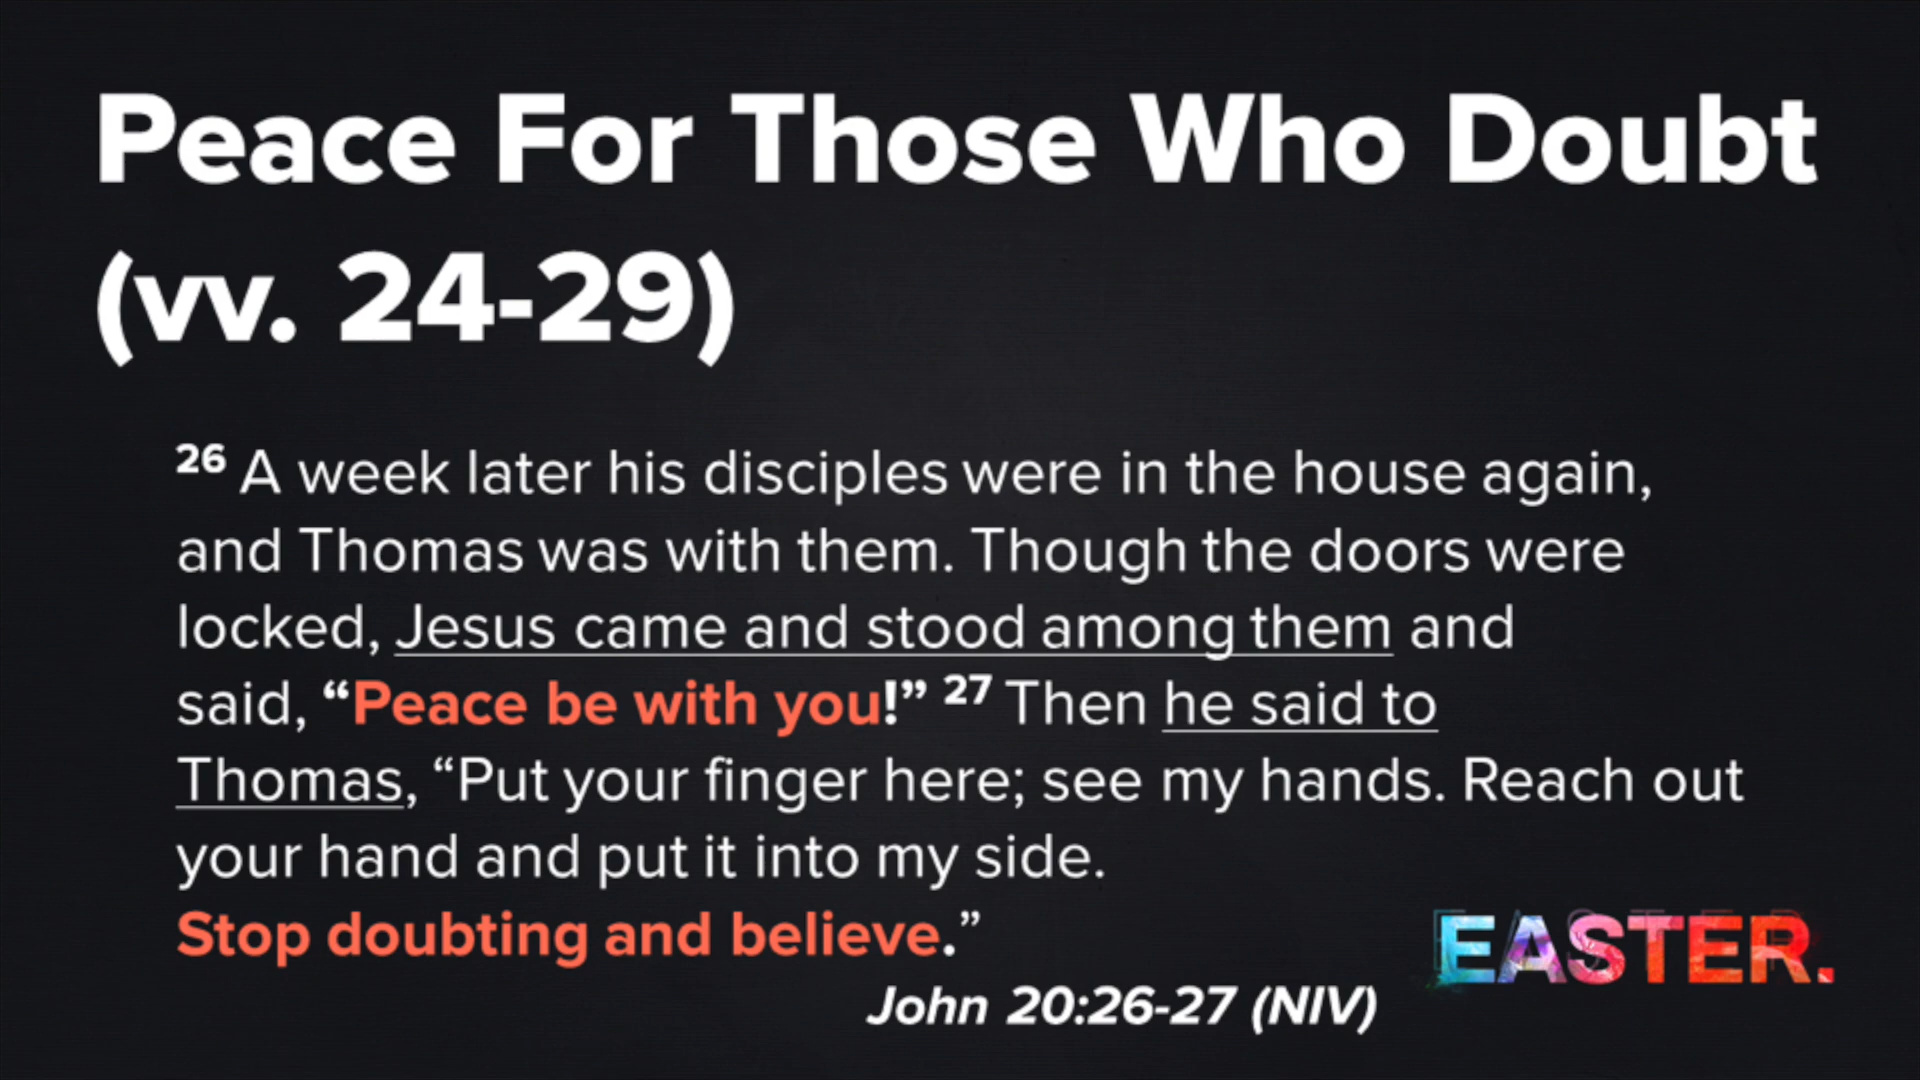 Peace For Those Who Doubt
(vv. 24-29)
26 A week later his disciples were in the house again,
and Thomas was with them. Though the doors were
locked, Jesus came and stood among them and
said, “Peace be with you!” 27 Then he said to
Thomas, “Put your finger here; see my hands. Reach out
your hand and put it into my side.
Stop doubting and believe.”
John 20:26-27 (NIV)
EASTER.